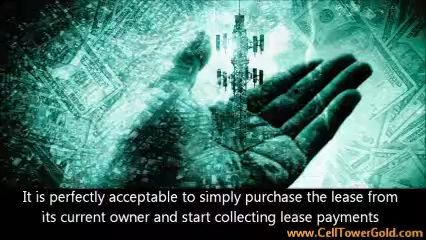 It is perfectly acceptable to simply purchase the lease from
its current owner and start collecting lease payments
www.CellTowerGold.com